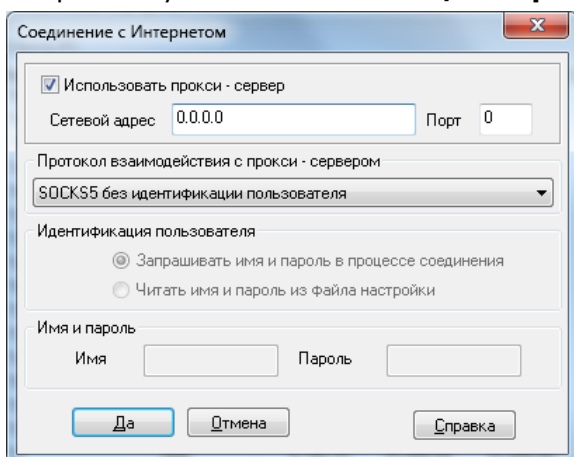 Соединение с Интернетом
Использовать прокси - сервер
Сетевой адрес 0.0.0.0 Порт 0
Протокол взаимодействия с прокси - сервером
SOCKS5 без идентификации пользователя
Идентификация пользователя
Запрашивать имя и пароль в процессе соединения
Читать имя и пароль из файла настройки
Имя и пароль
Имя Пароль
Да Отмена Справка